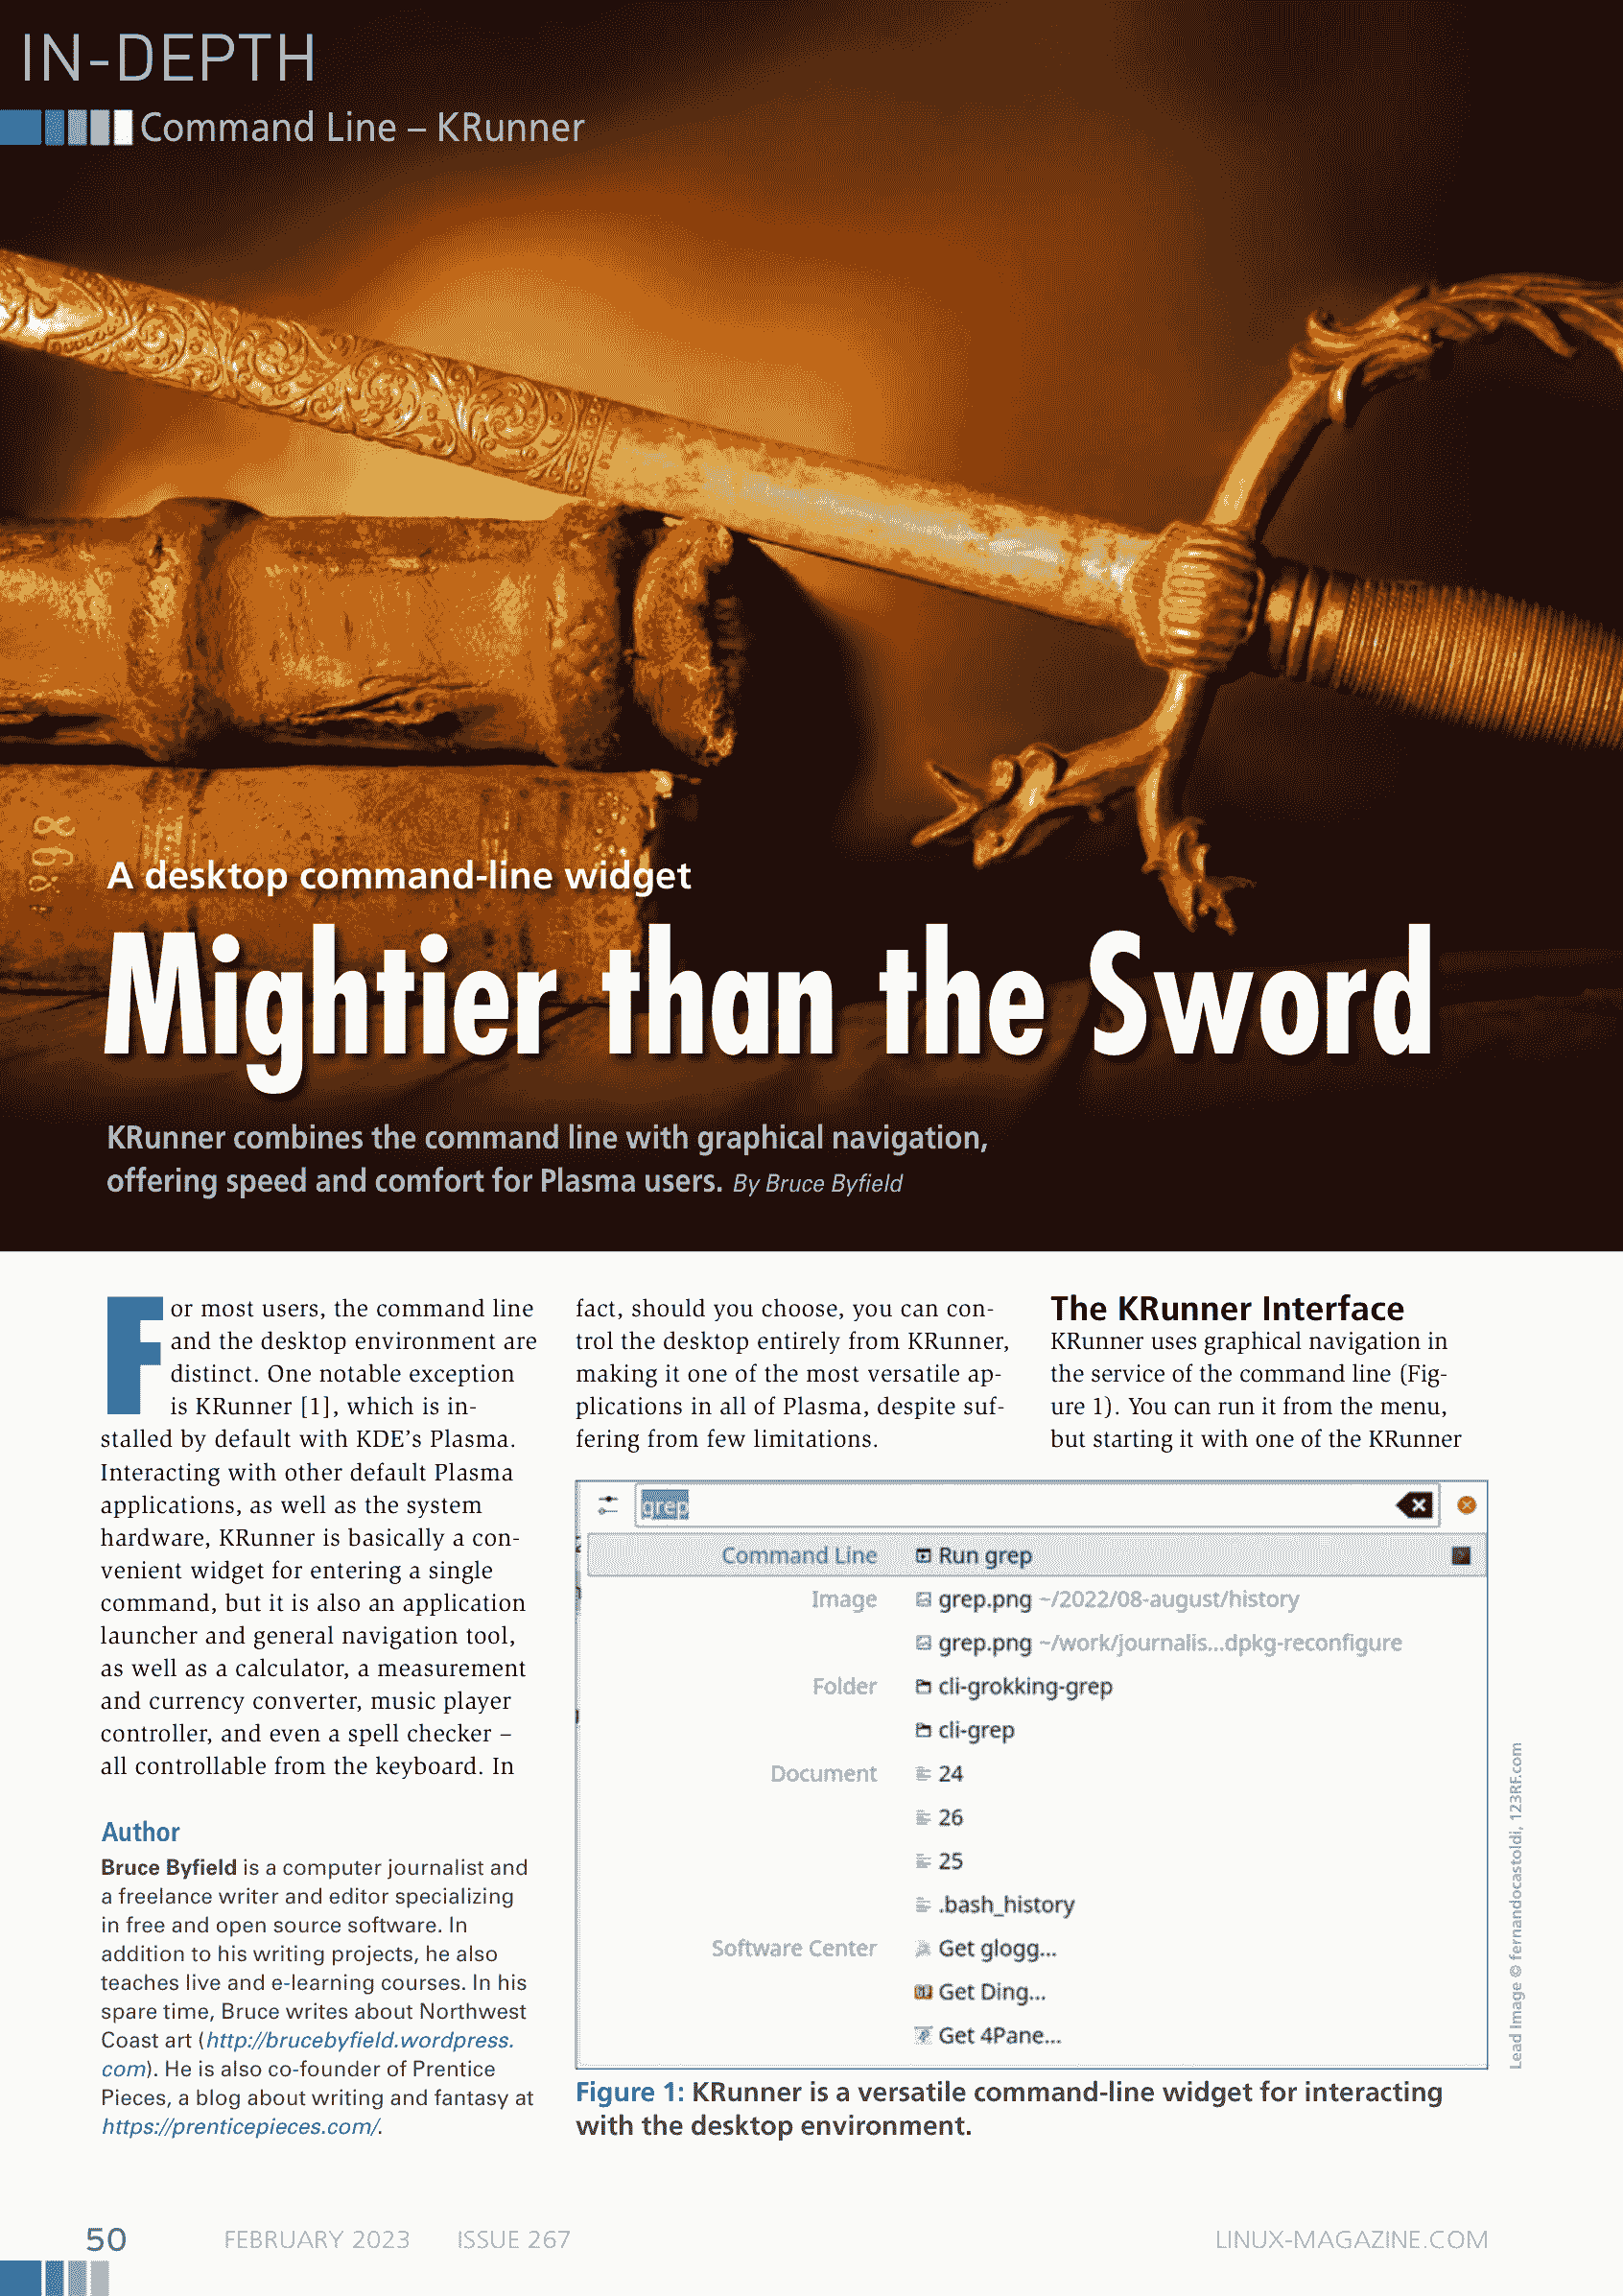 IN-DEPTH
Command Line – KRunner
898
A desktop command-line widget
Mightier than the Sword
KRunner combines the command line with graphical navigation,
offering speed and comfort for Plasma users. By Bruce Byfield
For most users, the command line
and the desktop environment are
distinct. One notable exception
is KRunner [1], which is in-
stalled by default with KDE’s Plasma.
Interacting with other default Plasma
applications, as well as the system
hardware, KRunner is basically a con-
venient widget for entering a single
command, but it is also an application
launcher and general navigation tool,
as well as a calculator, a measurement
and currency converter, music player
controller, and even a spell checker –
all controllable from the keyboard. In
Author
Bruce Byfield is a computer journalist and
a freelance writer and editor specializing
in free and open source software. In
addition to his writing projects, he also
teaches live and e-learning courses. In his
spare time, Bruce writes about Northwest
Coast art (http://brucebyfield.wordpress.
com). He is also co-founder of Prentice
Pieces, a blog about writing and fantasy at
https://prenticepieces.com/.
fact, should you choose, you can con-
trol the desktop entirely from KRunner,
making it one of the most versatile ap-
plications in all of Plasma, despite suf-
fering from few limitations.
The KRunner Interface
KRunner uses graphical navigation in
the service of the command line (Fig-
ure 1). You can run it from the menu,
but starting it with one of the KRunner
grep
Command Line Run grep
Image grep.png ~/2022/08-august/history
grep.png ~/work/journalis...dpkg-reconfigure
Folder cli-grokking-grep
cli-grep
Document 24
26
25
.bash_history
Software Center Get glogg...
Get Ding...
Get 4Pane...
Figure 1: KRunner is a versatile command-line widget for interacting
with the desktop environment.
Lead Image © fernandocastoldi, 123RF.com
50 FEBRUARY 2023 ISSUE 267 LINUX-MAGAZINE.COM